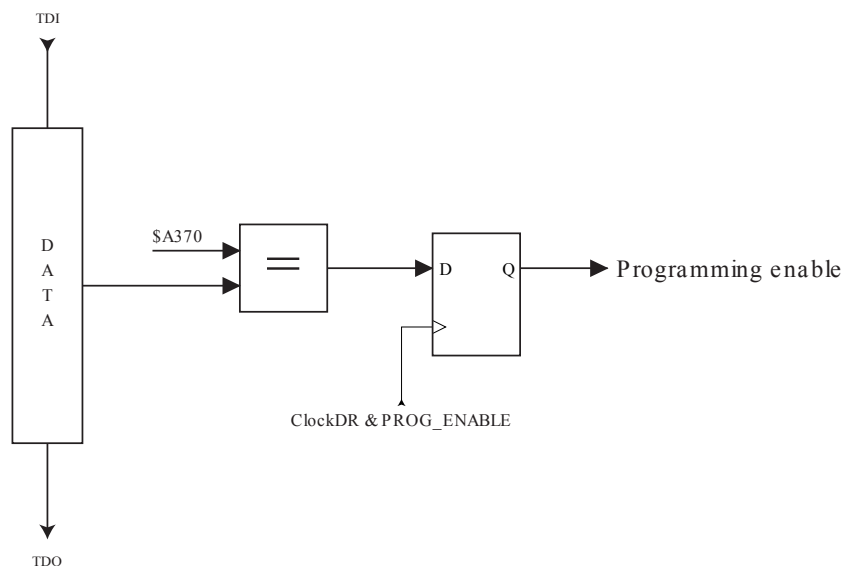 TDI
D
A
T
A
$A370
=
D
Q
Programming enable
ClockDR & PROG_ENABLE
TDO